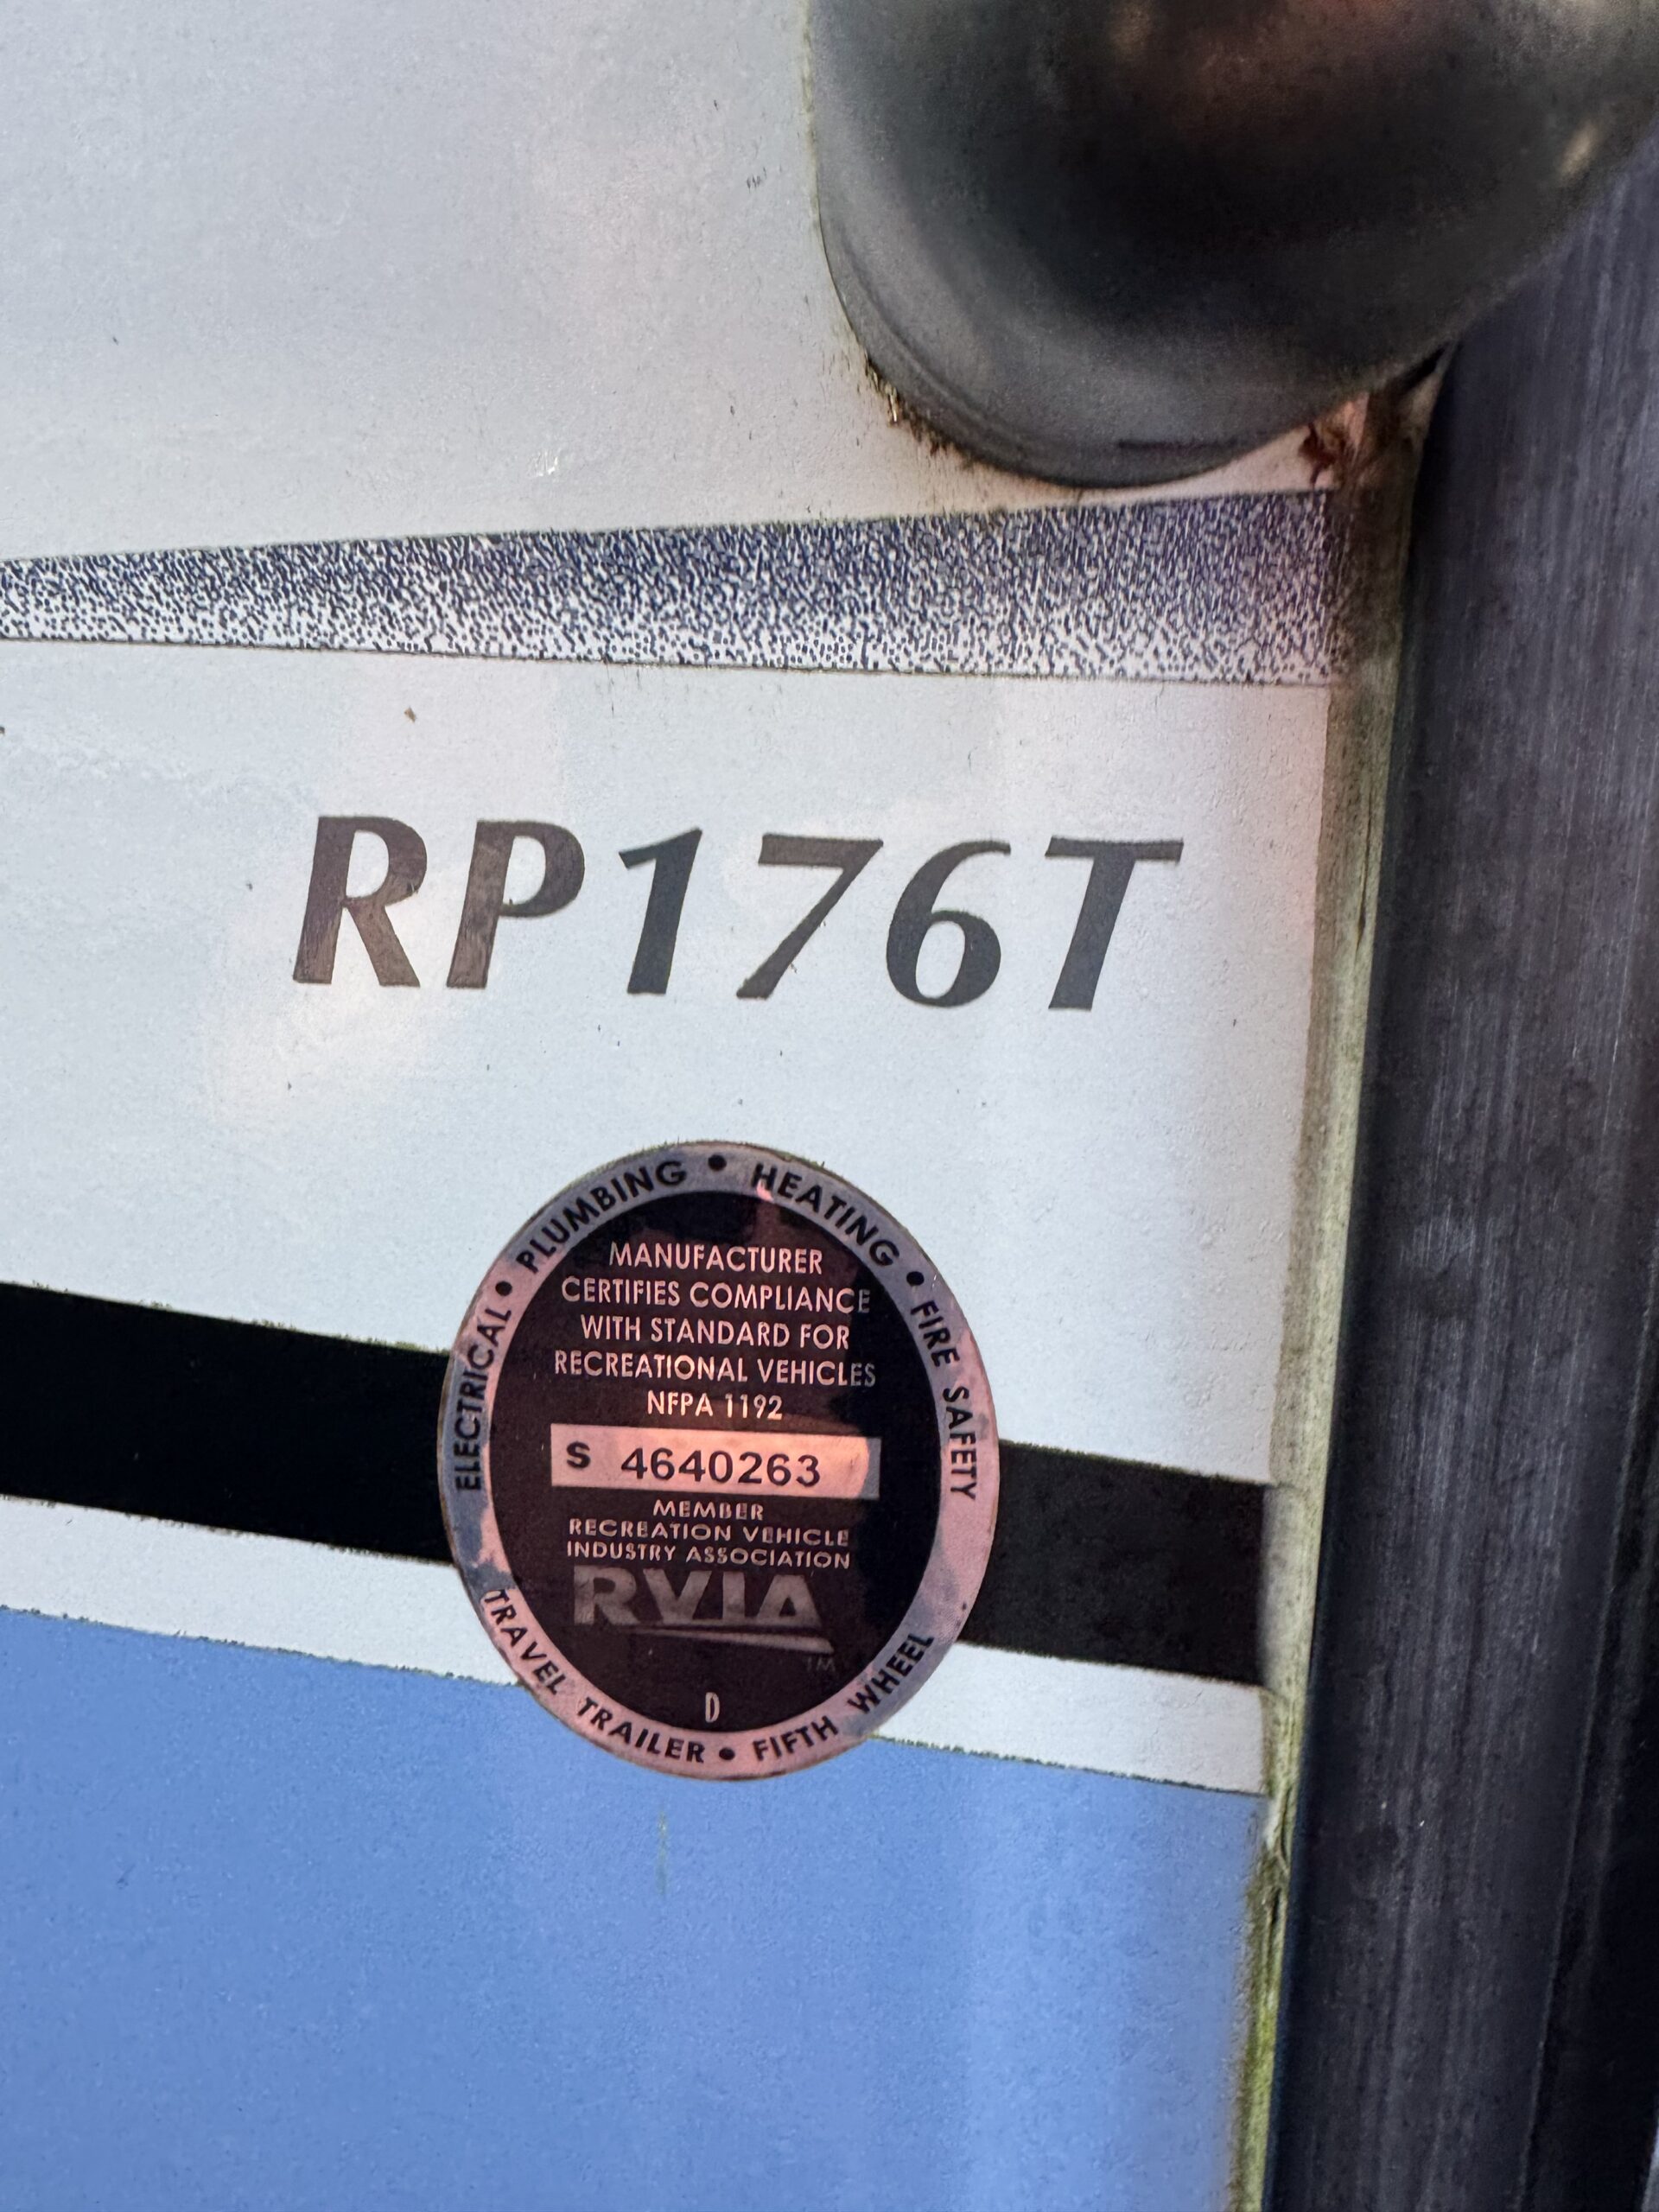 RP176T
ELECTRICAL • PLUMBING • HEATING • FIRE SAFETY
MANUFACTURER
CERTIFIES COMPLIANCE
WITH STANDARD FOR
RECREATIONAL VEHICLES
NFPA 1192
S 4640263
MEMBER
RECREATION VEHICLE
INDUSTRY ASSOCIATION
RVIA
TM
D
TRAVEL TRAILER • FIFTH WHEEL